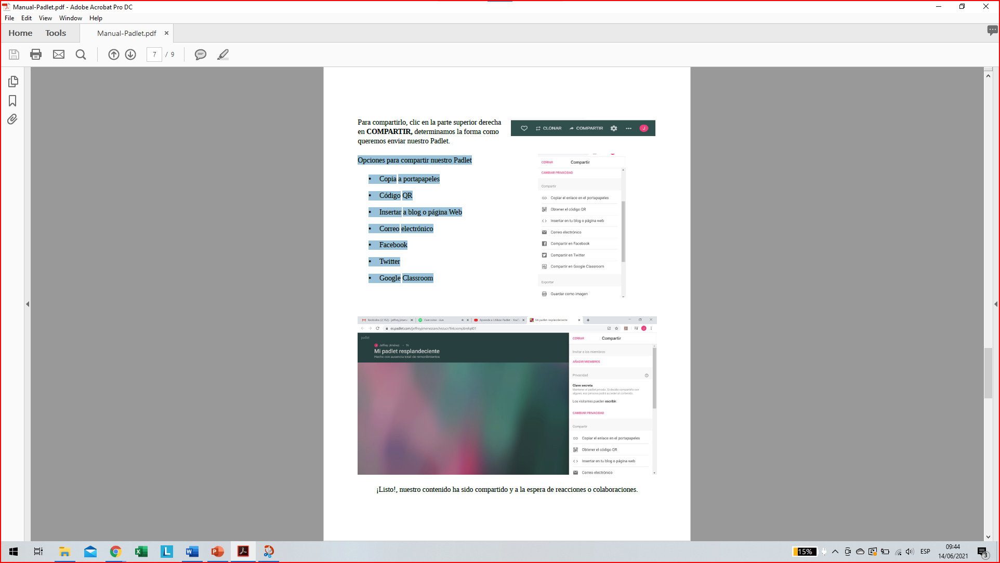 Manual-Padlet.pdf - Adobe Acrobat Pro DC
File Edit View Window Help
Home Tools Manual-Padlet.pdf ×
7 / 9
Para compartirlo, clic en la parte superior derecha
en COMPARTIR, determinamos la forma como
queremos enviar nuestro Padlet.
CLONAR COMPARTIR J
Opciones para compartir nuestro Padlet
• Copia a portapapeles
• Código QR
• Insertar a blog o página Web
• Correo electrónico
• Facebook
• Twitter
• Google Classroom
CERRAR Compartir
CAMBIAR PRIVACIDAD
Compartir
Copiar el enlace en el portapapeles
Obtener el código QR
Insertar en tu blog o página web
Correo electrónico
Compartir en Facebook
Compartir en Twitter
Compartir en Google Classroom
Exportar
Guardar como imagen
Recibidos (2,152) - jeffrey.jimen Overcome - Live Aprende a Utilizar Padlet - YouT Mi padlet resplandeciente
es.padlet.com/jeffreyjimenezsanchezucr/
padlet
Jeffrey Jiménez • 1h
Mi padlet resplandeciente
Hecho con ausencia total de remordimientos
CERRAR Compartir
Invitar a los miembros
AÑADIR MIEMBROS
Privacidad
Clave secreta.
Mantener el padlet privado. Si decido compartirlo con
alguien, esa persona podrá acceder al contenido.
Los visitantes pueden escribir.
CAMBIAR PRIVACIDAD
Compartir
Copiar el enlace en el portapapeles
Obtener el código QR
Insertar en tu blog o página web
Correo electrónico
¡Listo!, nuestro contenido ha sido compartido y a la espera de reacciones o colaboraciones.
15% ESP 09:44
14/06/2021
3